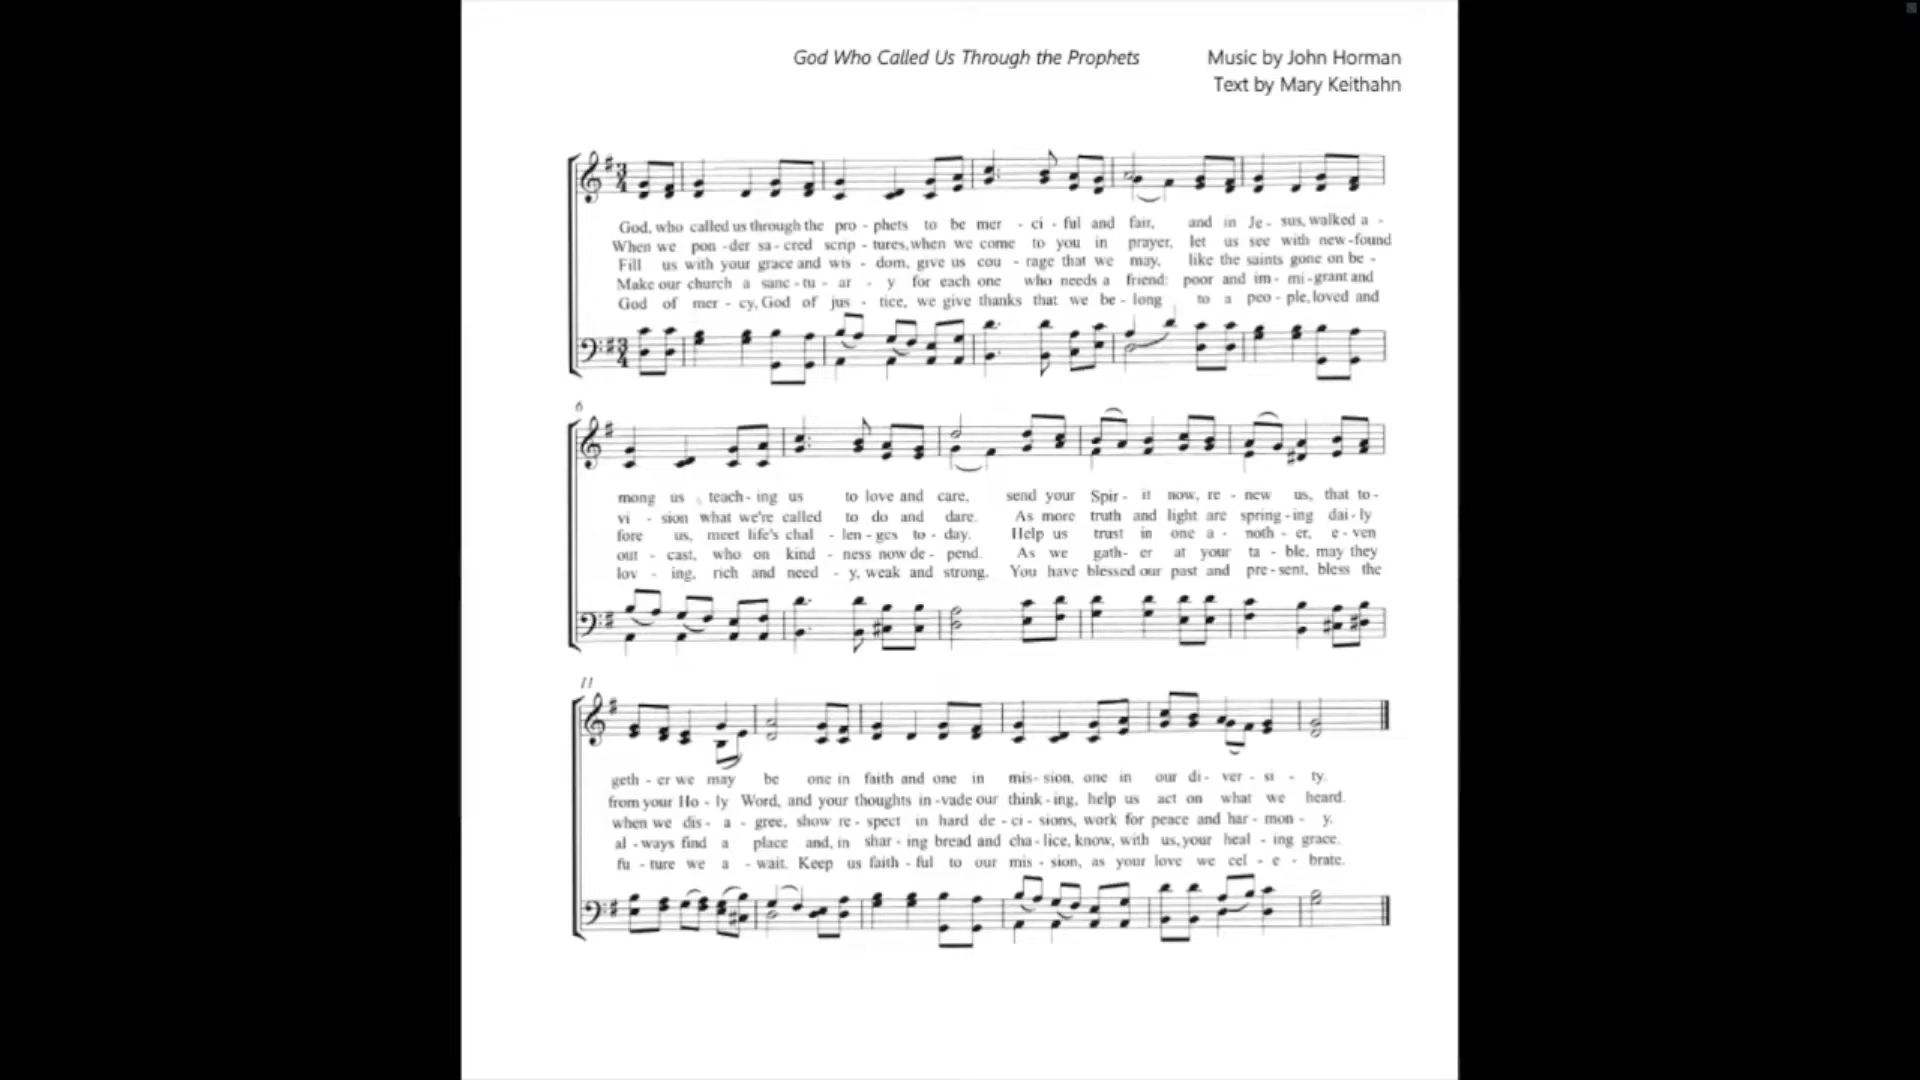 God Who Called Us Through the Prophets
Music by John Horman
Text by Mary Keithahn
3
4
God, who called us through the pro - phets to be mer - ci - ful and fair, and in Je - sus, walked a -
When we pon - der sa - cred scrip - tures, when we come to you in prayer, let us see with new - found
Fill us with your grace and wis - dom, give us cou - rage that we may, like the saints gone on be -
Make our church a sanc - tu - ar - y for each one who needs a friend: poor and im - mi - grant and
God of mer - cy, God of jus - tice, we give thanks that we be - long to a peo - ple, loved and
3
4
6
mong us, teach - ing us to love and care, send your Spir - it now, re - new us, that to -
vi - sion what we're called to do and dare. As more truth and light are spring - ing dai - ly
fore us, meet life's chal - len - ges to - day. Help us trust in one a - noth - er, e - ven
out - cast, who on kind - ness now de - pend. As we gath - er at your ta - ble, may they
lov - ing, rich and need - y, weak and strong. You have blessed our past and pre - sent, bless the
11
geth - er we may be one in faith and one in mis - sion, one in our di - ver - si - ty.
from your Ho - ly Word, and your thoughts in - vade our think - ing, help us act on what we heard.
when we dis - a - gree, show re - spect in hard de - ci - sions, work for peace and har - mon - y.
al - ways find a place and, in shar - ing bread and cha - lice, know, with us, your heal - ing grace.
fu - ture we a - wait. Keep us faith - ful to our mis - sion, as your love we cel - e - brate.